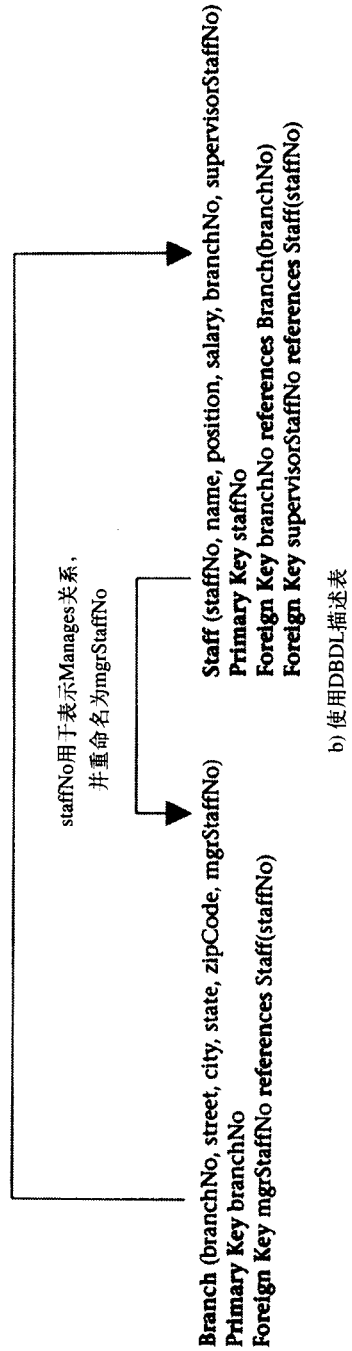 staffNo用于表示Manages关系，
并重命名为mgrStaffNo
Branch (branchNo, street, city, state, zipCode, mgrStaffNo)
Primary Key branchNo
Foreign Key mgrStaffNo references Staff(staffNo)
Staff (staffNo, name, position, salary, branchNo, supervisorStaffNo)
Primary Key staffNo
Foreign Key branchNo references Branch(branchNo)
Foreign Key supervisorStaffNo references Staff(staffNo)
b) 使用DBDL描述表